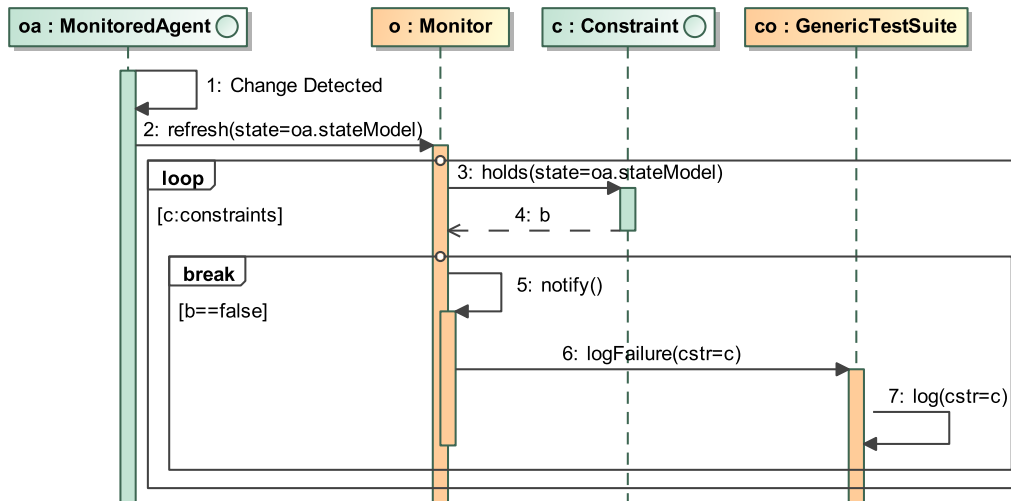 oa : MonitoredAgent
o : Monitor
c : Constraint
co : GenericTestSuite
1: Change Detected
2: refresh(state=oa.stateModel)
loop
3: holds(state=oa.stateModel)
[c:constraints]
4: b
break
5: notify()
[b==false]
6: logFailure(cstr=c)
7: log(cstr=c)